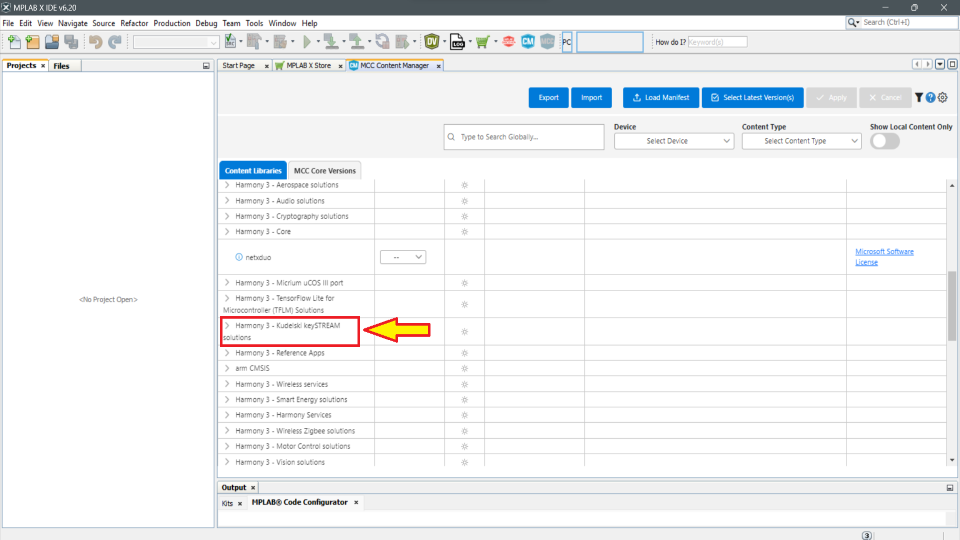 MPLAB X IDE v6.20
File Edit View Navigate Source Refactor Production Debug Team Tools Window Help
Search (Ctrl+I)
DV LOG CM PC How do I? Keyword(s)
Projects × Files
Start Page × MPLAB X Store × CM MCC Content Manager ×
Export Import Load Manifest Select Latest Version(s) Apply Cancel
Device Content Type Show Local Content Only
Type to Search Globally... Select Device Select Content Type
Content Libraries MCC Core Versions
Harmony 3 - Aerospace solutions
Harmony 3 - Audio solutions
Harmony 3 - Cryptography solutions
Harmony 3 - Core
netxduo -- Microsoft Software
License
Harmony 3 - Micrium uCOS III port
Harmony 3 - TensorFlow Lite for
Microcontroller (TFLM) Solutions
<No Project Open>
Harmony 3 - Kudelski keySTREAM
solutions
Harmony 3 - Reference Apps
arm CMSIS
Harmony 3 - Wireless services
Harmony 3 - Smart Energy solutions
Harmony 3 - Harmony Services
Harmony 3 - Wireless Zigbee solutions
Harmony 3 - Motor Control solutions
Harmony 3 - Vision solutions
Output ×
Kits × MPLAB® Code Configurator ×
3